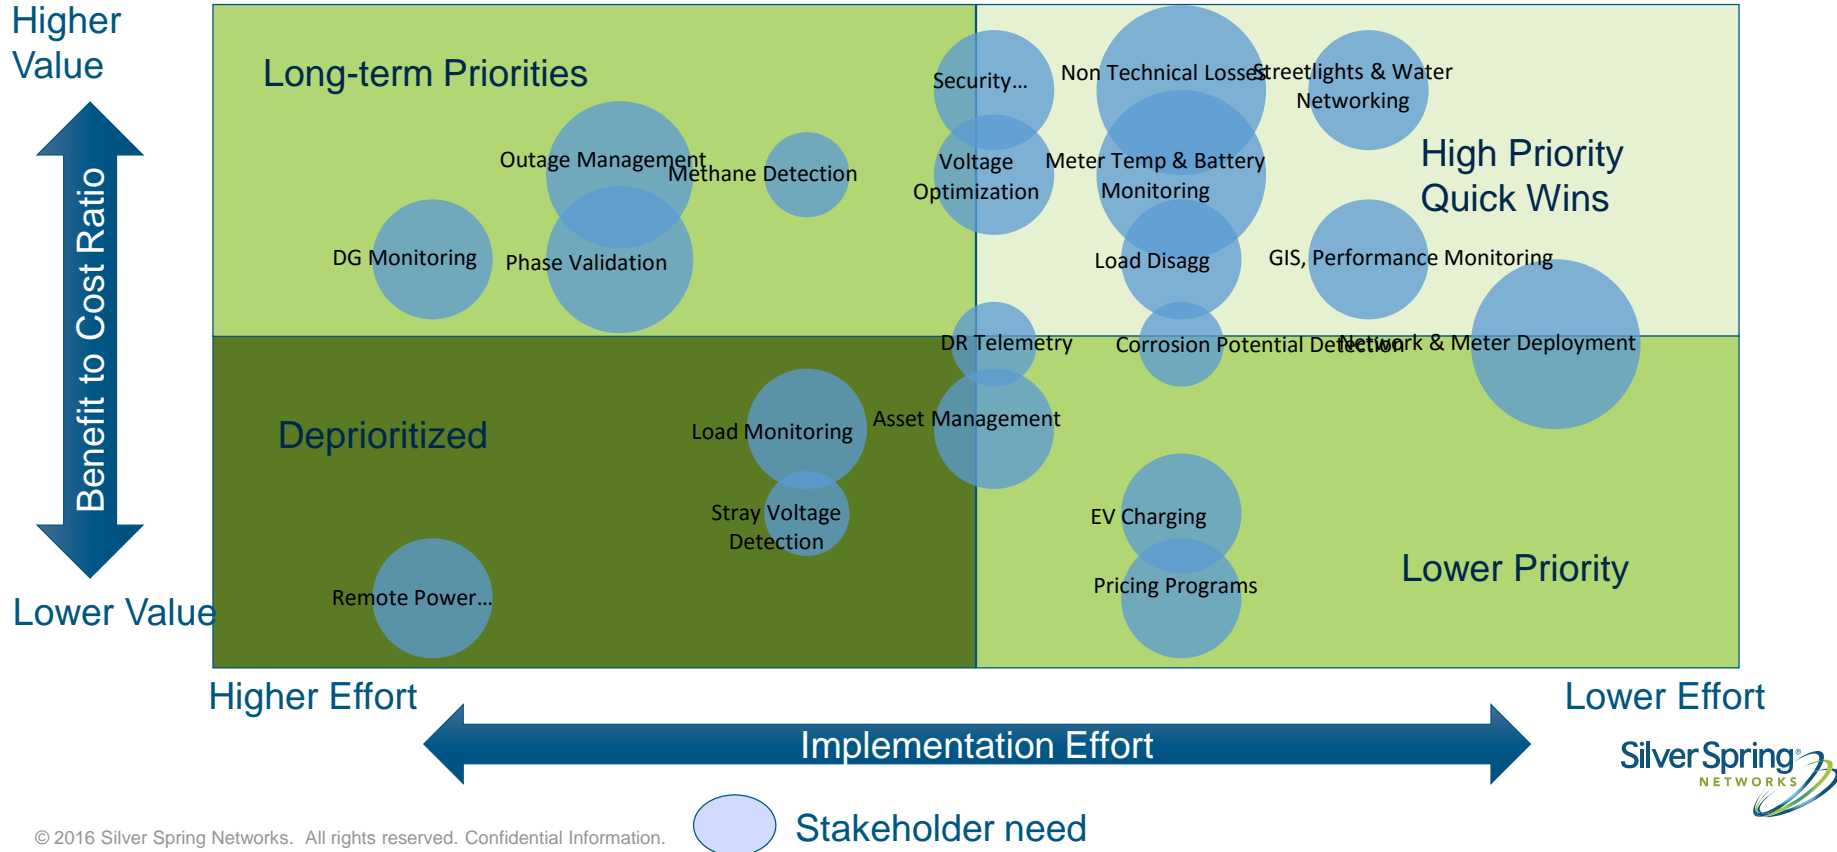 Higher
Value
Long-term Priorities
Security...
Non Technical Losses
Streetlights & Water
Networking
Outage Management
Methane Detection
Voltage
Optimization
Meter Temp & Battery
Monitoring
High Priority
Quick Wins
DG Monitoring
Phase Validation
Load Disagg
GIS, Performance Monitoring
Benefit to Cost Ratio
DR Telemetry
Corrosion Potential Detection
Network & Meter Deployment
Deprioritized
Load Monitoring
Asset Management
Stray Voltage
Detection
EV Charging
Lower Priority
Remote Power...
Pricing Programs
Lower Value
Higher Effort
Lower Effort
Implementation Effort
Silver Spring®
NETWORKS
Stakeholder need
© 2016 Silver Spring Networks. All rights reserved. Confidential Information.